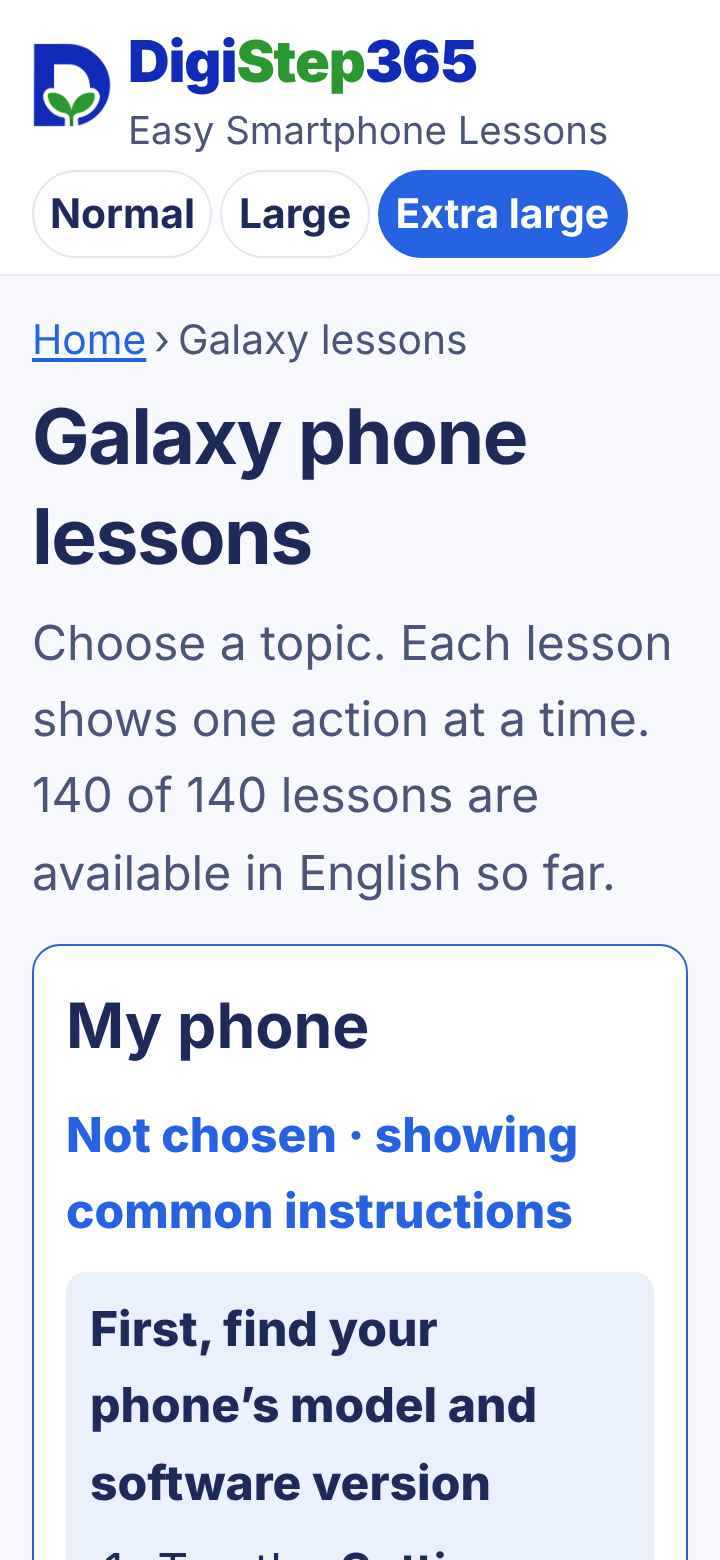 DigiStep365
Easy Smartphone Lessons
Normal
Large
Extra large
Home › Galaxy lessons
Galaxy phone
lessons
Choose a topic. Each lesson
shows one action at a time.
140 of 140 lessons are
available in English so far.
My phone
Not chosen · showing
common instructions
First, find your
phone’s model and
software version